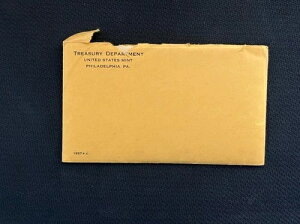 TREASURY DEPARTMENT
UNITED STATES MINT
PHILADELPHIA, PA.